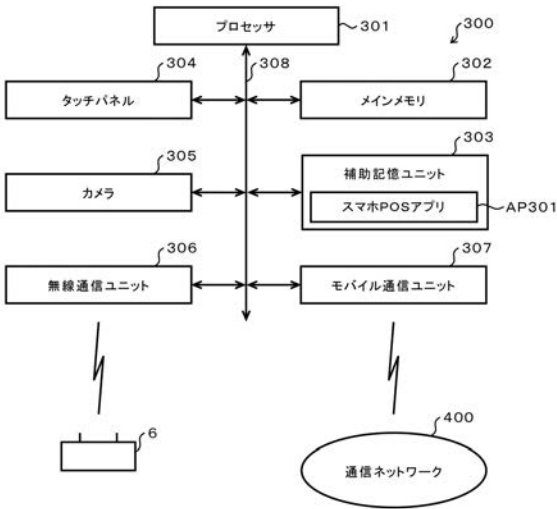 プロセッサ
301
300
304
308
302
タッチパネル
メインメモリ
305
303
カメラ
補助記憶ユニット
スマホPOSアプリ
AP301
306
307
無線通信ユニット
モバイル通信ユニット
6
400
通信ネットワーク